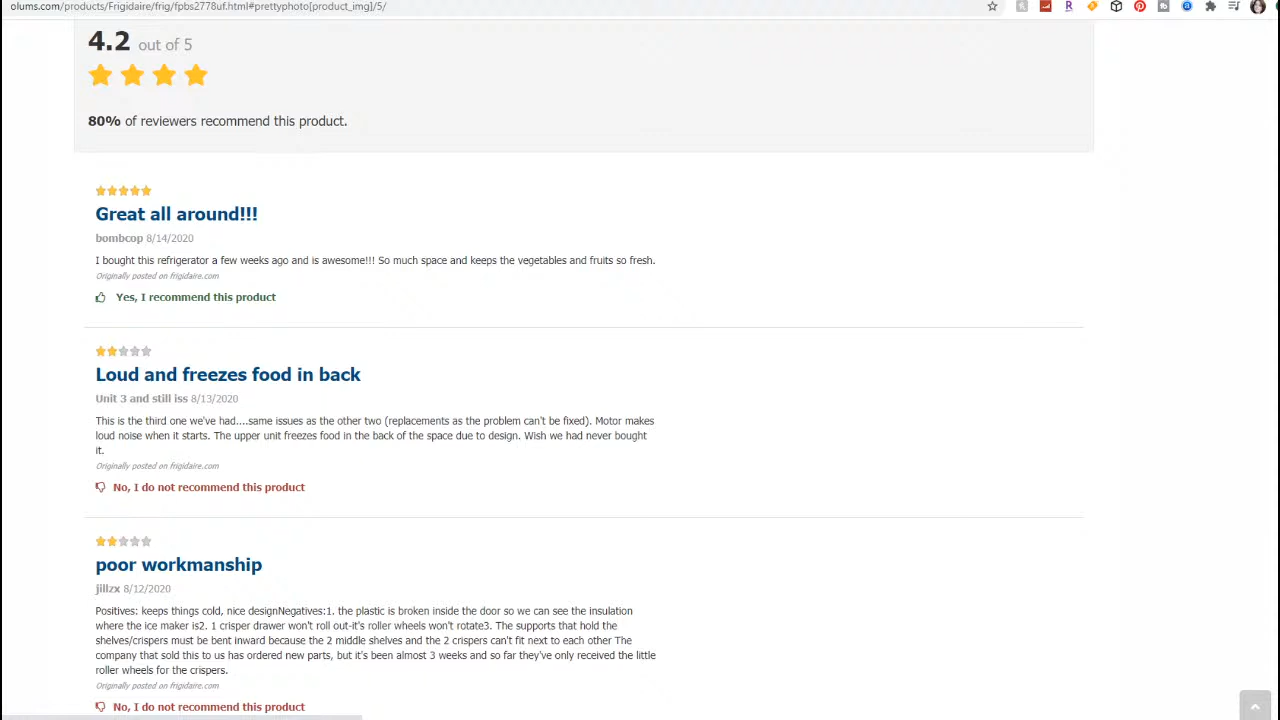 olums.com/products/Frigidaire/frig/fpbs2778uf.html#prettyphoto[product_img]/5/
4.2 out of 5
80% of reviewers recommend this product.
Great all around!!!
bombcop 8/14/2020
I bought this refrigerator a few weeks ago and is awesome!!! So much space and keeps the vegetables and fruits so fresh.
Originally posted on frigidaire.com
Yes, I recommend this product
Loud and freezes food in back
Unit 3 and still iss 8/13/2020
This is the third one we've had....same issues as the other two (replacements as the problem can't be fixed). Motor makes
loud noise when it starts. The upper unit freezes food in the back of the space due to design. Wish we had never bought
it.
Originally posted on frigidaire.com
No, I do not recommend this product
poor workmanship
jillzx 8/12/2020
Positives: keeps things cold, nice designNegatives:1. the plastic is broken inside the door so we can see the insulation
where the ice maker is2. 1 crisper drawer won't roll out-it's roller wheels won't rotate3. The supports that hold the
shelves/crispers must be bent inward because the 2 middle shelves and the 2 crispers can't fit next to each other The
company that sold this to us has ordered new parts, but it's been almost 3 weeks and so far they've only received the little
roller wheels for the crispers.
Originally posted on frigidaire.com
No, I do not recommend this product